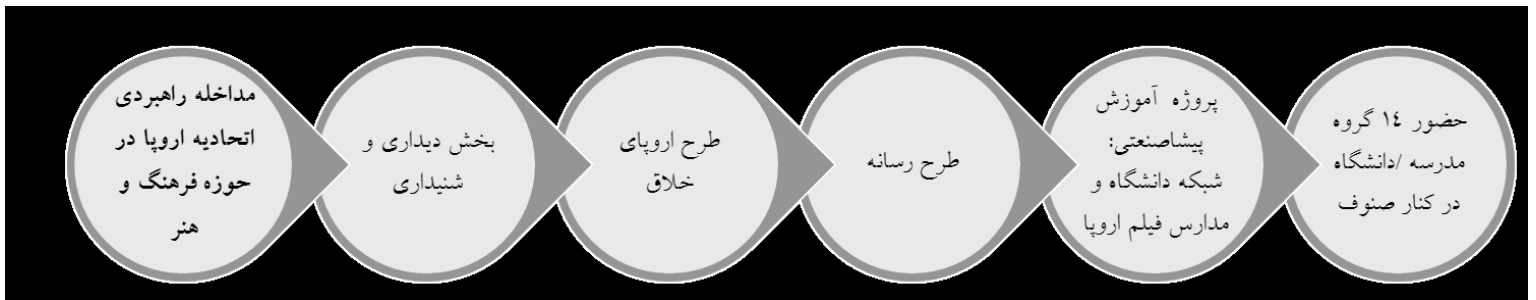 مداخله راهبردی
اتحادیه اروپا در
حوزه فرهنگ و
هنر
بخش دیداری و
شنیداری
طرح اروپای
خلاق
طرح رسانه
پروژه آموزش
پیشاصنعتی:
شبکه دانشگاه و
مدارس فیلم اروپا
حضور ١٤ گروه
مدرسه /دانشگاه
در کنار صنوف